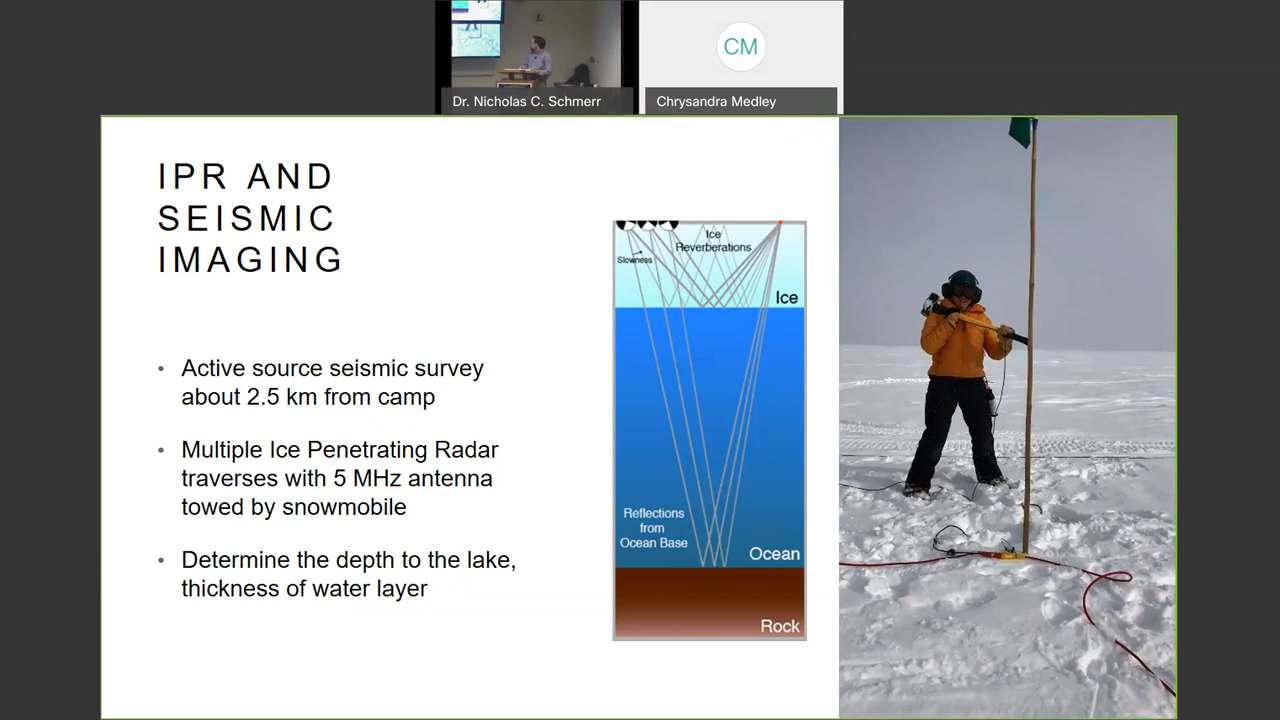 Dr. Nicholas C. Schmerr
CM
Chrysandra Medley
IPR AND
SEISMIC
IMAGING
• Active source seismic survey
about 2.5 km from camp
• Multiple Ice Penetrating Radar
traverses with 5 MHz antenna
towed by snowmobile
• Determine the depth to the lake,
thickness of water layer
Ice
Reverberations
Slowness
Ice
Reflections
from
Ocean Base
Ocean
Rock